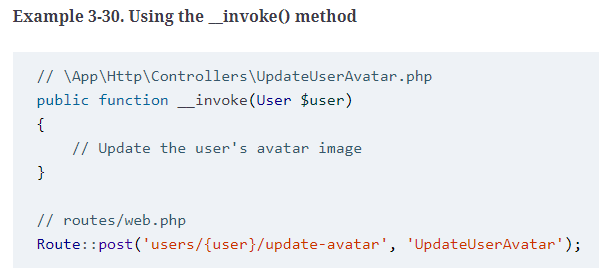 Example 3-30. Using the __invoke() method
// \App\Http\Controllers\UpdateUserAvatar.php
public function __invoke(User $user)
{
// Update the user's avatar image
}
// routes/web.php
Route::post('users/{user}/update-avatar', 'UpdateUserAvatar');